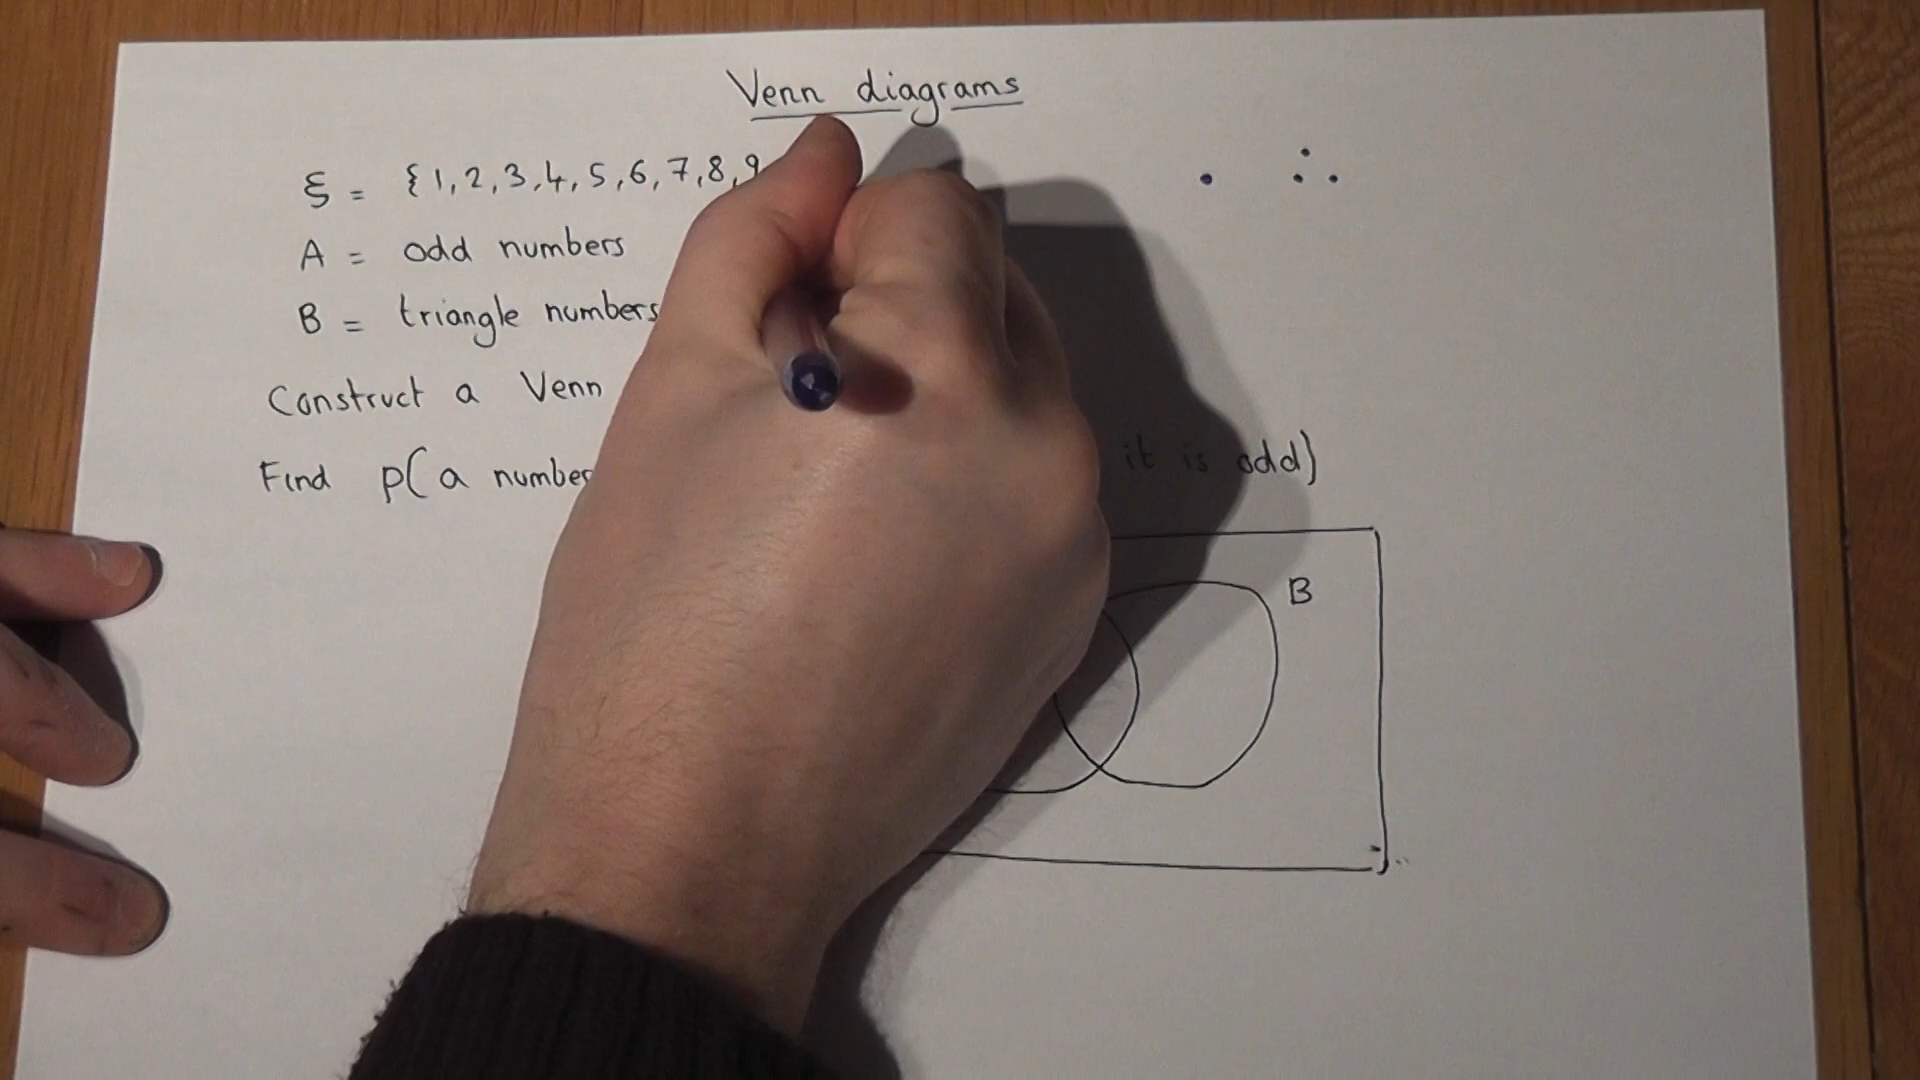 Venn diagrams
ξ = {1,2,3,4,5,6,7,8,9
A = odd numbers
B = triangle numbers
Construct a Venn
Find p(a number it is odd)
B